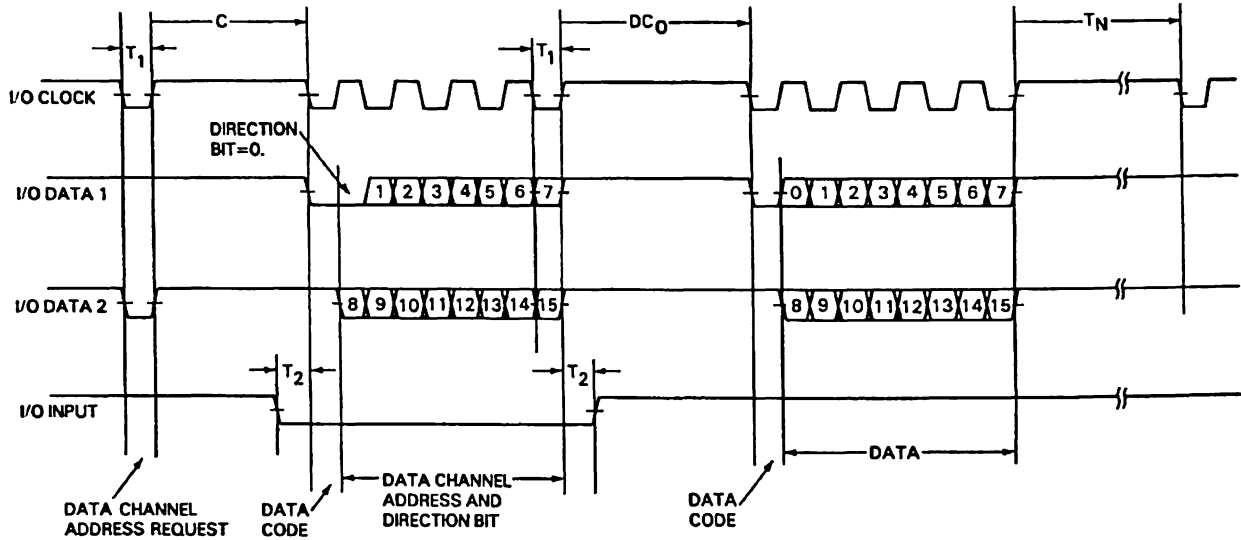 C
DC0
TN
T1
T1
I/O CLOCK
DIRECTION
BIT=0.
I/O DATA 1
1 2 3 4 5 6 7
0 1 2 3 4 5 6 7
I/O DATA 2
8 9 10 11 12 13 14 15
8 9 10 11 12 13 14 15
T2
T2
I/O INPUT
DATA CHANNEL
ADDRESS REQUEST
DATA
CODE
DATA CHANNEL
ADDRESS AND
DIRECTION BIT
DATA
CODE
DATA